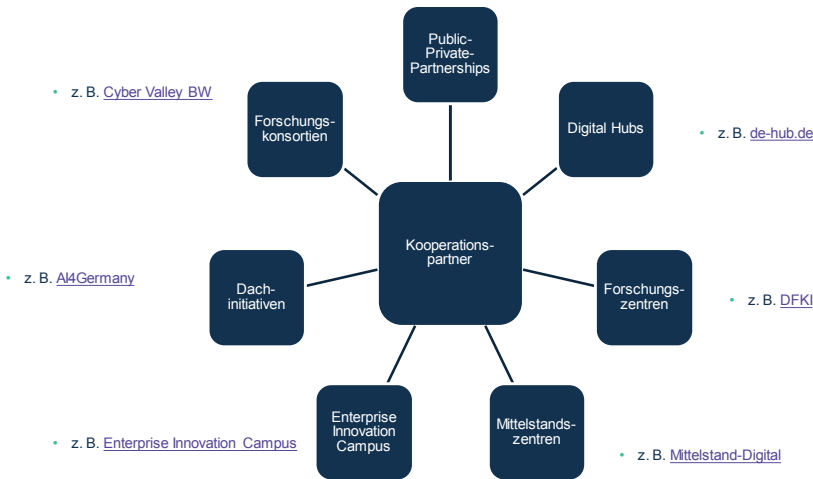 Public-
Private-
Partnerships
• z. B. Cyber Valley BW
Forschungs-
konsortien
Digital Hubs
• z. B. de-hub.de
Kooperations-
partner
• z. B. AI4Germany
Dach-
initiativen
Forschungs-
zentren
• z. B. DFKI
Enterprise
Innovation
Campus
• z. B. Enterprise Innovation Campus
Mittelstands-
zentren
• z. B. Mittelstand-Digital